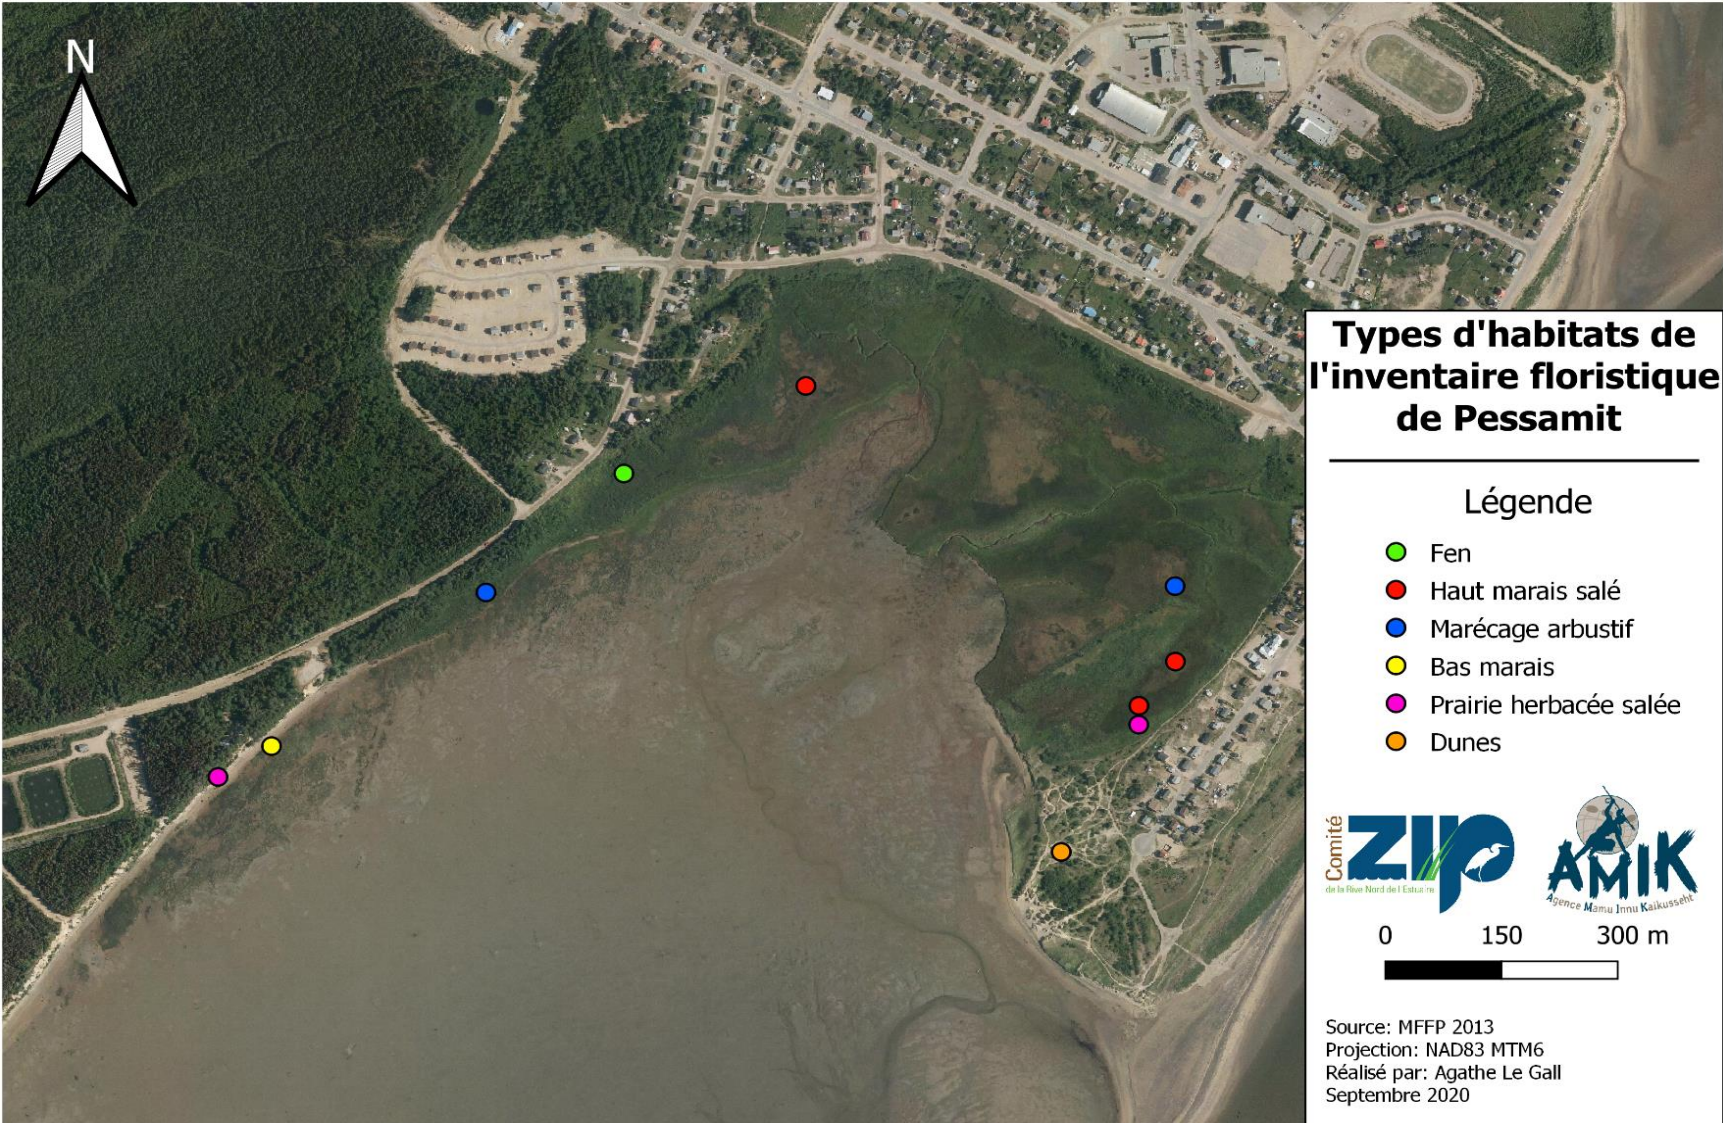 N
Types d'habitats de
l'inventaire floristique
de Pessamit
Légende
Fen
Haut marais salé
Marécage arbustif
Bas marais
Prairie herbacée salée
Dunes
Comité
ZIP
de la Rive Nord de l'Estuaire
AMIK
Agence Mamu Innu Kaikusseht
0 150 300 m
Source: MFFP 2013
Projection: NAD83 MTM6
Réalisé par: Agathe Le Gall
Septembre 2020